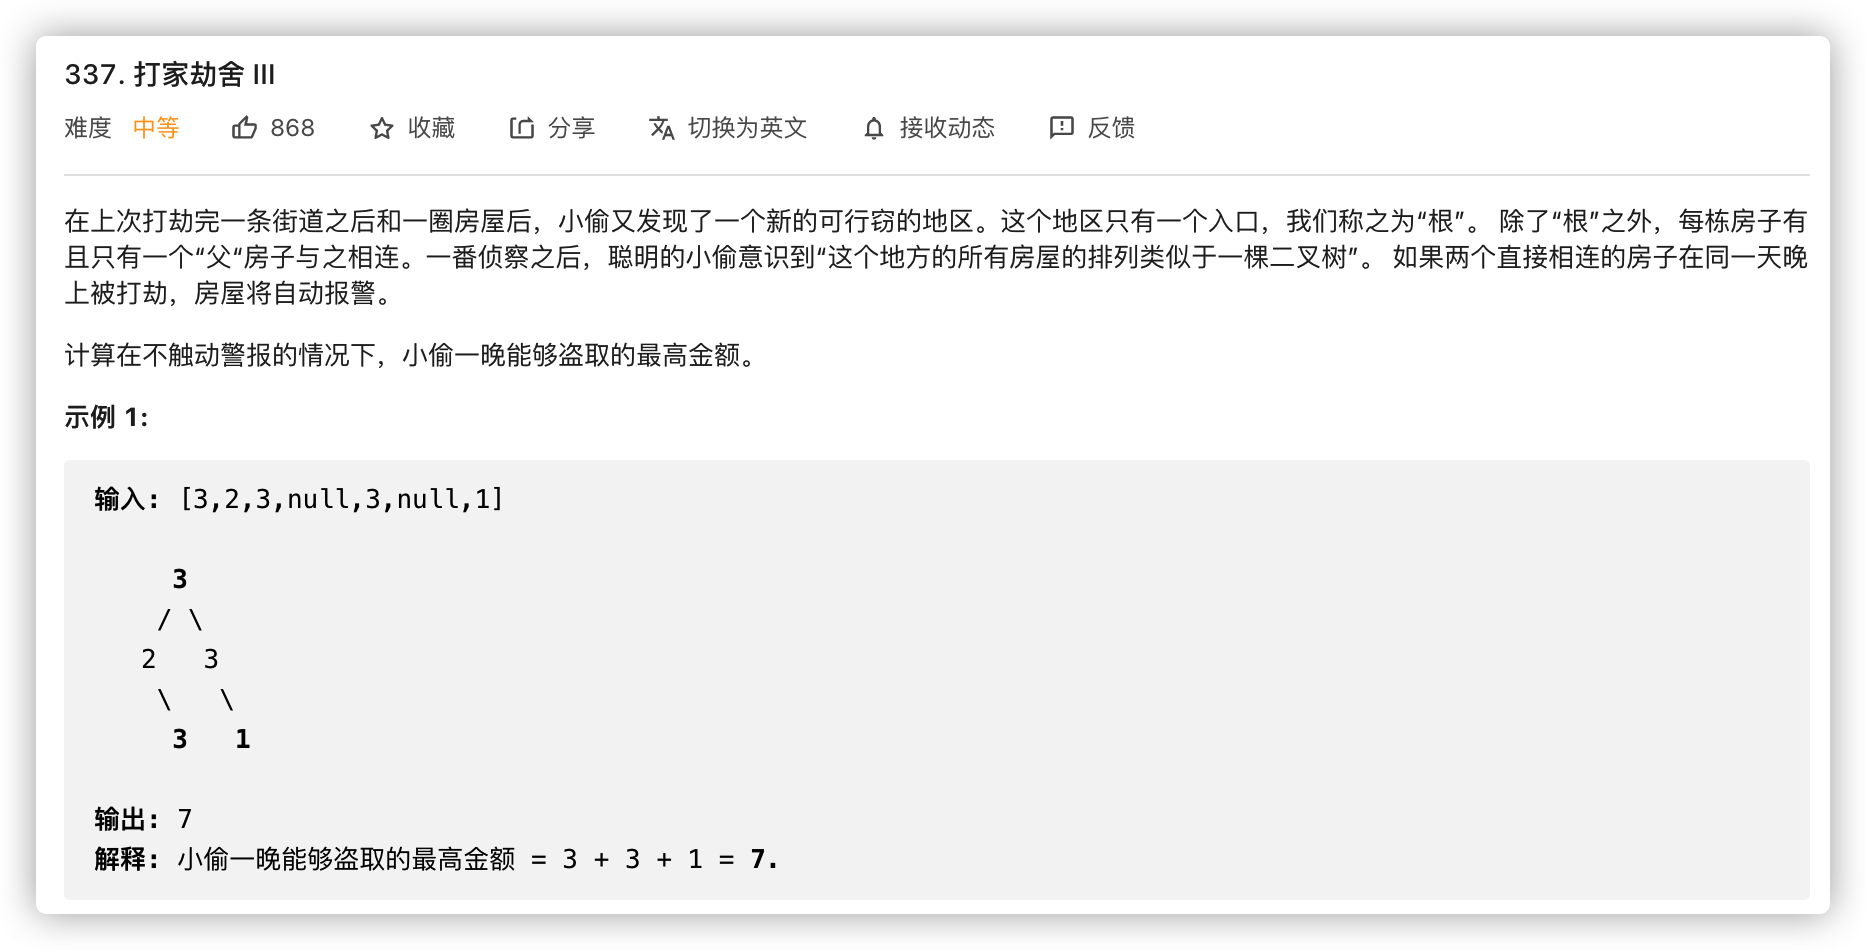 337. 打家劫舍 III
难度 中等 868 收藏 分享 切换为英文 接收动态 反馈
在上次打劫完一条街道之后和一圈房屋后，小偷又发现了一个新的可行窃的地区。这个地区只有一个入口，我们称之为“根”。 除了“根”之外，每栋房子有
且只有一个“父“房子与之相连。一番侦察之后，聪明的小偷意识到“这个地方的所有房屋的排列类似于一棵二叉树”。 如果两个直接相连的房子在同一天晚
上被打劫，房屋将自动报警。
计算在不触动警报的情况下，小偷一晚能够盗取的最高金额。
示例 1:
输入: [3,2,3,null,3,null,1]
3
/ \
2 3
\ \
3 1
输出: 7
解释: 小偷一晚能够盗取的最高金额 = 3 + 3 + 1 = 7.